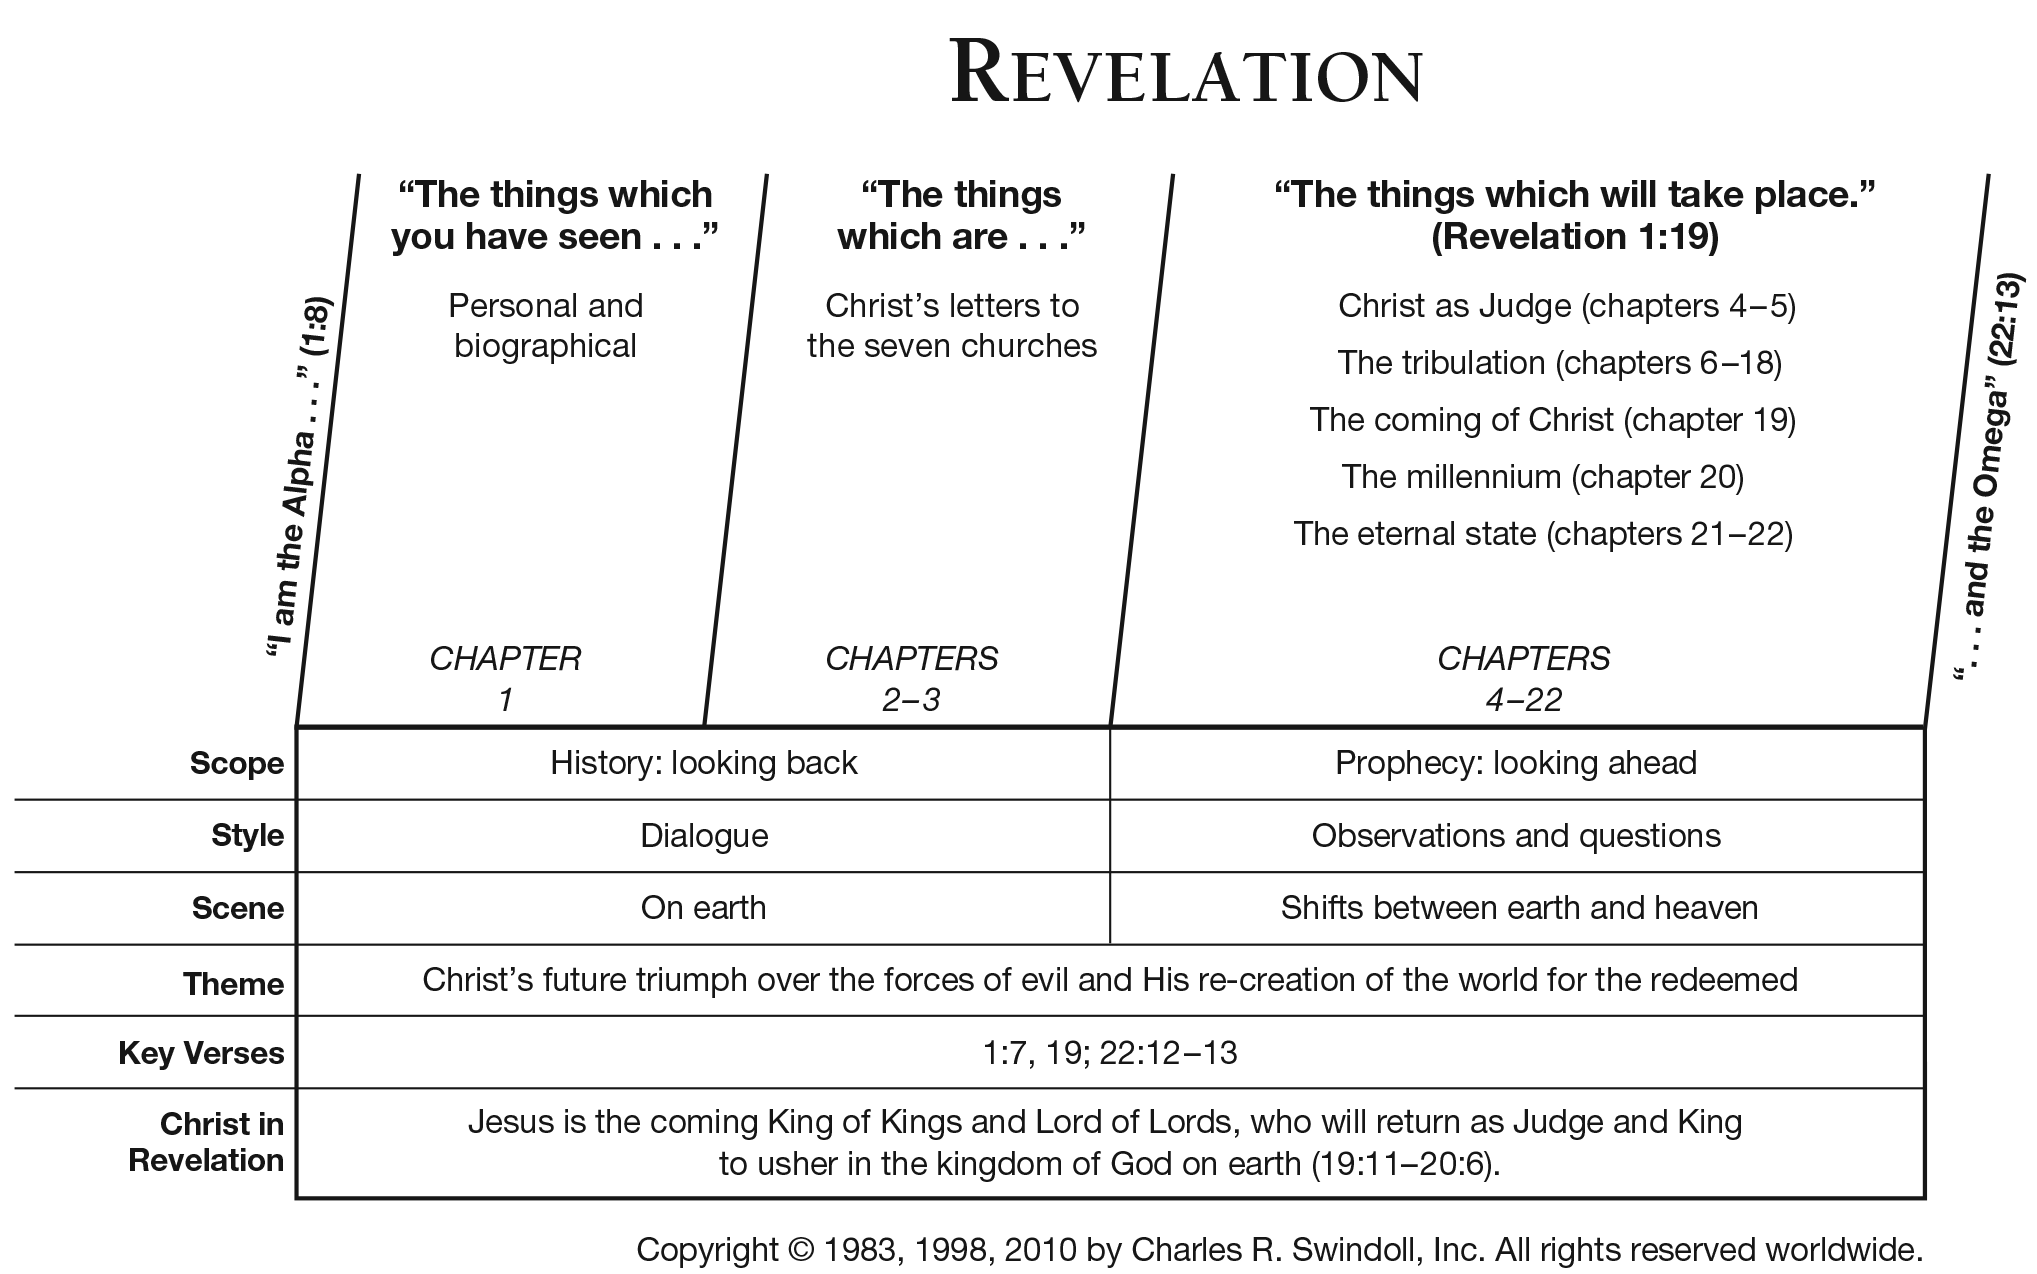 REVELATION
“The things which
you have seen . . .”
Personal and
biographical
CHAPTER
1
“The things
which are . . .”
Christ’s letters to
the seven churches
CHAPTERS
2–3
“The things which will take place.”
(Revelation 1:19)
Christ as Judge (chapters 4–5)
The tribulation (chapters 6–18)
The coming of Christ (chapter 19)
The millennium (chapter 20)
The eternal state (chapters 21–22)
CHAPTERS
4–22
“I am the Alpha . . .” (1:8)
“. . . and the Omega” (22:13)
Scope
History: looking back
Prophecy: looking ahead
Style
Dialogue
Observations and questions
Scene
On earth
Shifts between earth and heaven
Theme
Christ’s future triumph over the forces of evil and His re-creation of the world for the redeemed
Key Verses
1:7, 19; 22:12–13
Christ in
Revelation
Jesus is the coming King of Kings and Lord of Lords, who will return as Judge and King
to usher in the kingdom of God on earth (19:11–20:6).
Copyright © 1983, 1998, 2010 by Charles R. Swindoll, Inc. All rights reserved worldwide.